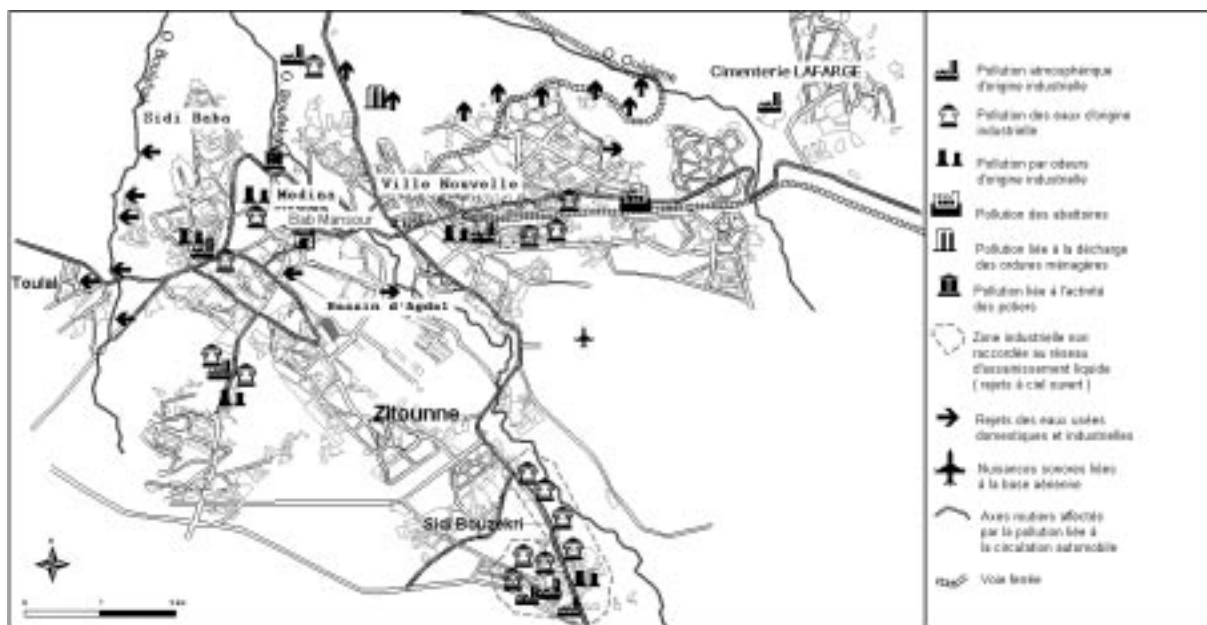 Cimenterie LAFARGE
Sidi Baba
Medina
Bab Mansour
Ville Nouvelle
Toulal
Bassin d'Agdal
Zitounne
Sidi Bouzekri
Pollution atmosphérique
d'origine industrielle
Pollution des eaux d'origine
industrielle
Pollution par odeurs
d'origine industrielle
Pollution des abattoires
Pollution liée à la décharge
des ordures ménagères
Pollution liée à l'activité
des potiers
Zone industrielle non
raccordée au réseau
d'assainissement liquide
( rejets à ciel ouvert )
Rejets des eaux usées
domestiques et industrielles
Nuisances sonores liées
à la base aérienne
Axes routiers affectés
par la pollution liée à
la circulation automobile
Voie ferrée